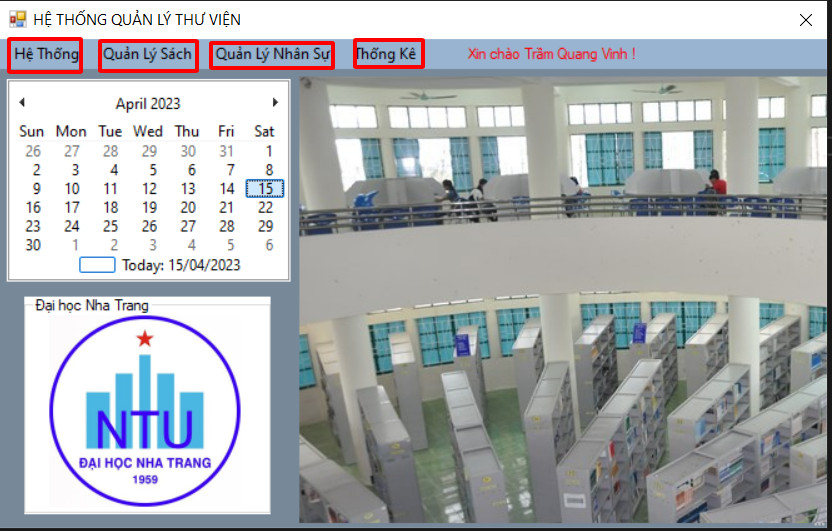 HỆ THỐNG QUẢN LÝ THƯ VIỆN
Hệ Thống Quản Lý Sách Quản Lý Nhân Sự Thống Kê Xin chào Trầm Quang Vinh !
April 2023
Sun Mon Tue Wed Thu Fri Sat
26 27 28 29 30 31 1
2 3 4 5 6 7 8
9 10 11 12 13 14 15
16 17 18 19 20 21 22
23 24 25 26 27 28 29
30 1 2 3 4 5 6
Today: 15/04/2023
Đại học Nha Trang
NTU
ĐẠI HỌC NHA TRANG
1959